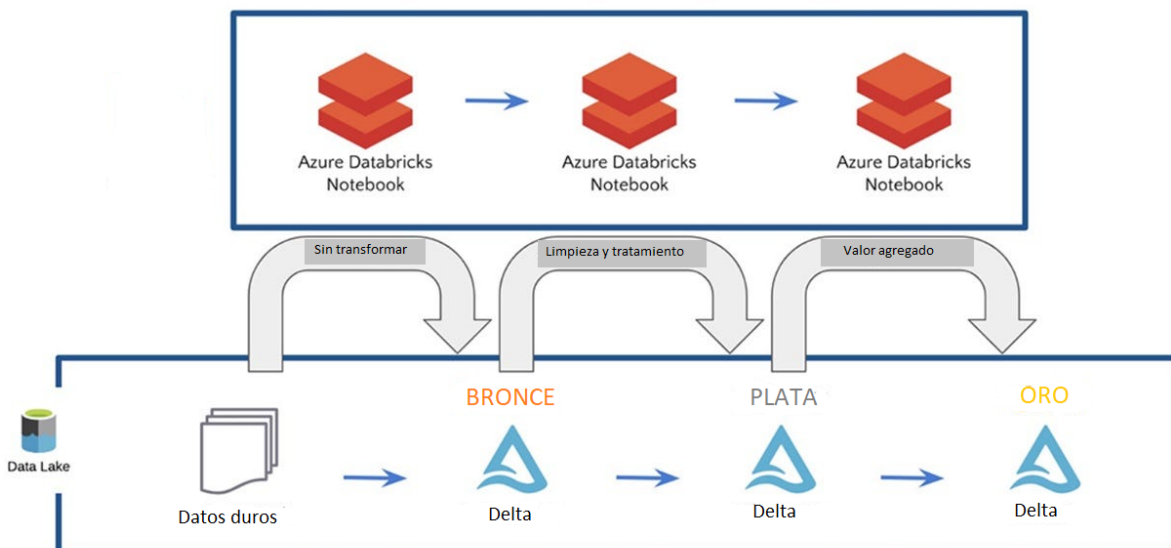 Azure Databricks
Notebook
Azure Databricks
Notebook
Azure Databricks
Notebook
Sin transformar
Limpieza y tratamiento
Valor agregado
BRONCE
PLATA
ORO
Data Lake
Datos duros
Delta
Delta
Delta